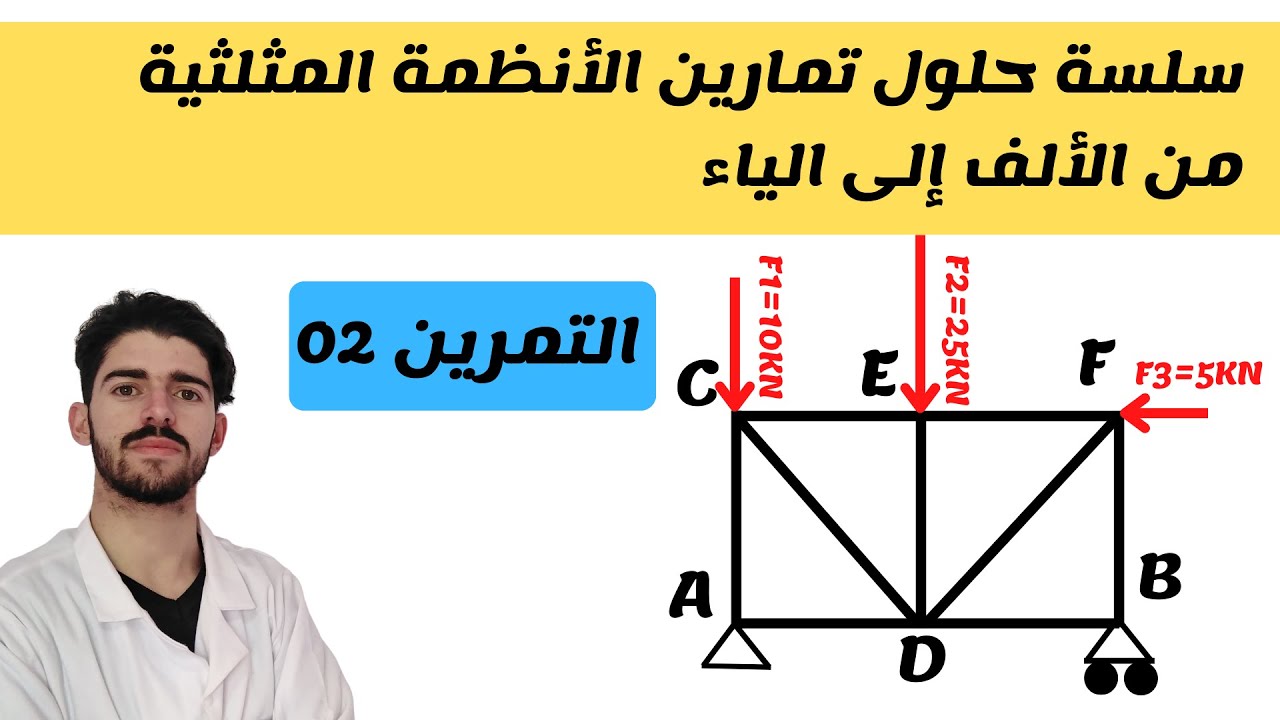 سلسة حلول تمارين الأنظمة المثلثية
من الألف إلى الياء
التمرين 02
F1=10KN
F2=25KN
F3=5KN
C
E
F
A
B
D